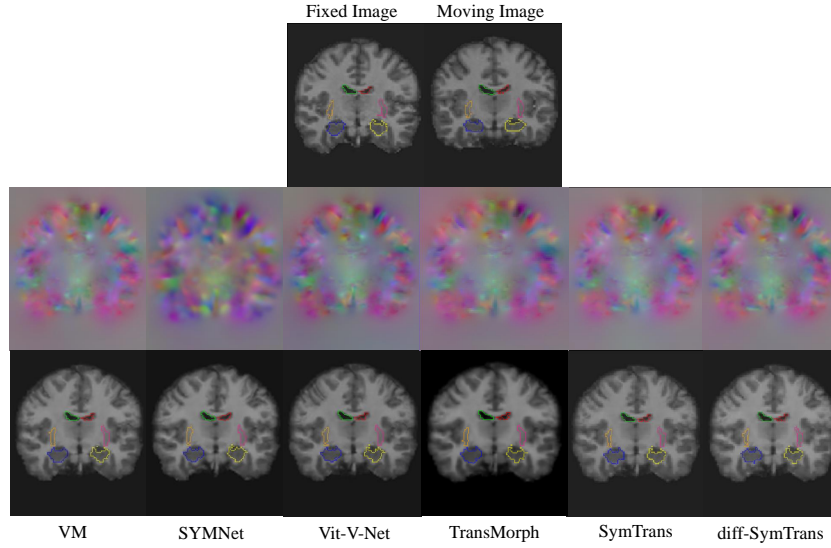 Fixed Image Moving Image
VM SYMNet Vit-V-Net TransMorph SymTrans diff-SymTrans